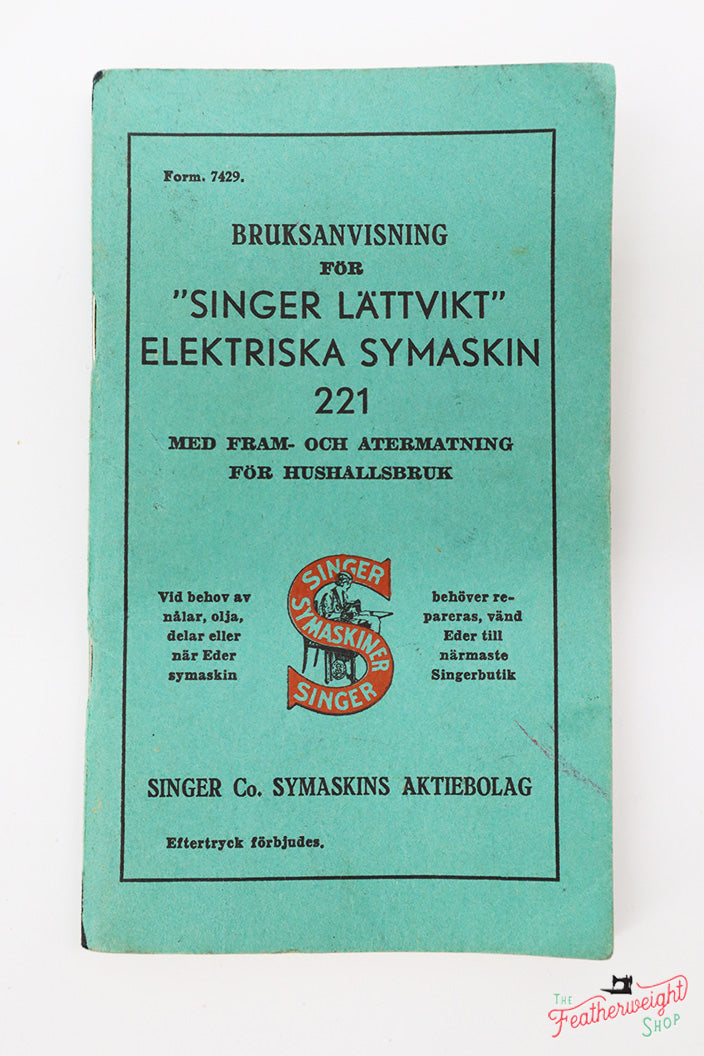 Form. 7429.
BRUKSANVISNING
FÖR
"SINGER LÄTTVIKT"
ELEKTRISKA SYMASKIN
221
MED FRAM- OCH ATERMATNING
FÖR HUSHALLSBRUK
Vid behov av
nålar, olja,
delar eller
när Eder
symaskin
SINGER
SYMASKINER
SINGER
behöver re-
pareras, vänd
Eder till
närmaste
Singerbutik
SINGER Co. SYMASKINS AKTIEBOLAG
Eftertryck förbjudes.
THE
Featherweight
SHOP